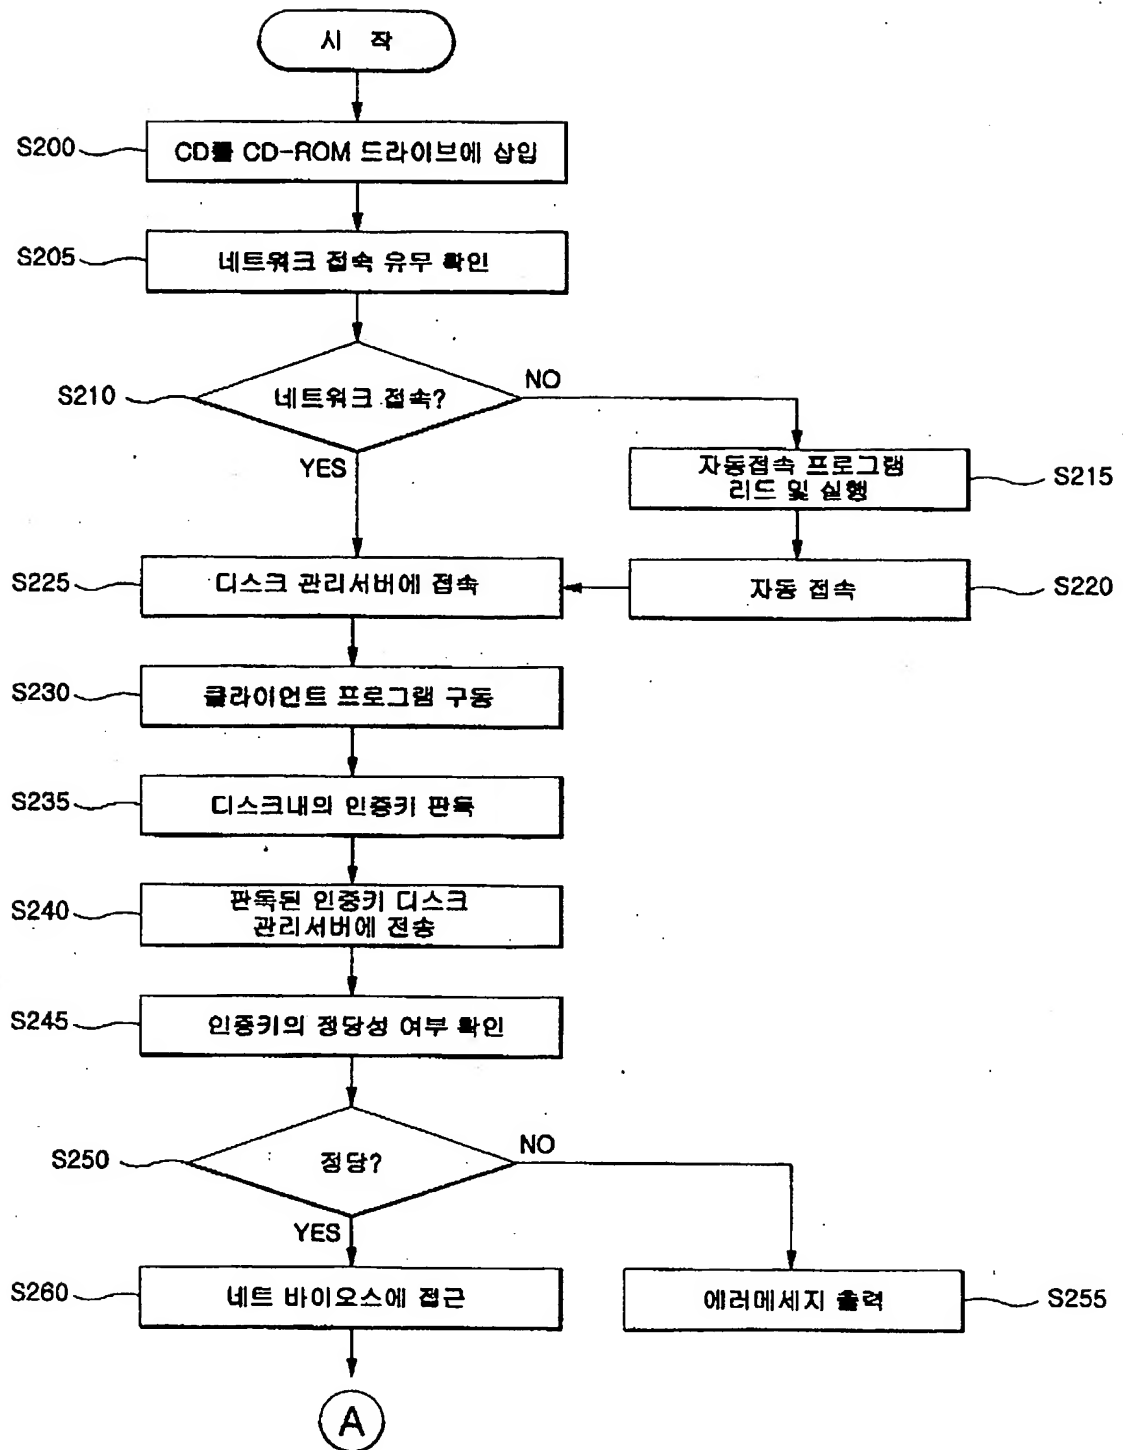 시 작
S200
CD를 CD-ROM 드라이브에 삽입
S205
네트워크 접속 유무 확인
S210
네트워크 접속?
NO
YES
자동접속 프로그램
리드 및 실행
S215
S225
디스크 관리서버에 접속
자동 접속
S220
S230
클라이언트 프로그램 구동
S235
디스크내의 인증키 판독
S240
판독된 인증키 디스크
관리서버에 전송
S245
인증키의 정당성 여부 확인
S250
정당?
NO
YES
S260
네트 바이오스에 접근
에러메세지 출력
S255
A